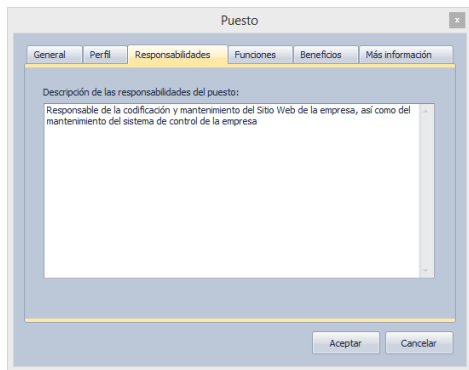 Puesto
x
General Perfil Responsabilidades Funciones Beneficios Más información
Descripción de las responsabilidades del puesto:
Responsable de la codificación y mantenimiento del Sitio Web de la empresa, así como del
mantenimiento del sistema de control de la empresa
Aceptar Cancelar